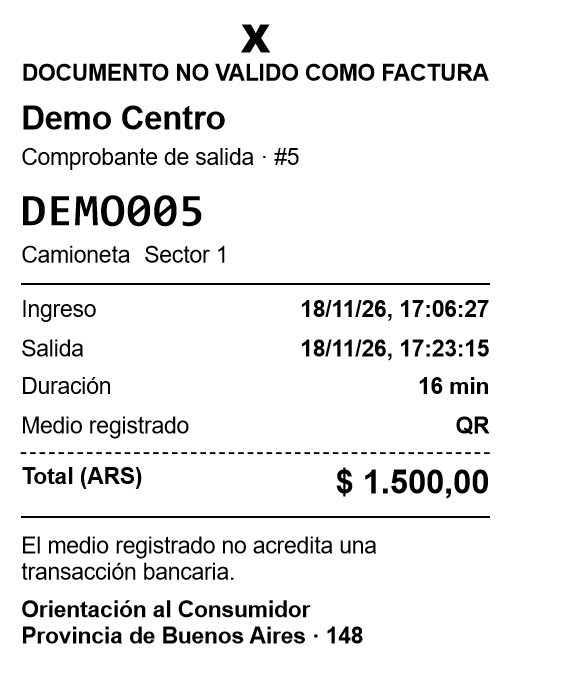 X
DOCUMENTO NO VALIDO COMO FACTURA
Demo Centro
Comprobante de salida · #5
DEMO005
Camioneta Sector 1
Ingreso 18/11/26, 17:06:27
Salida 18/11/26, 17:23:15
Duración 16 min
Medio registrado QR
Total (ARS) $ 1.500,00
El medio registrado no acredita una
transacción bancaria.
Orientación al Consumidor
Provincia de Buenos Aires · 148